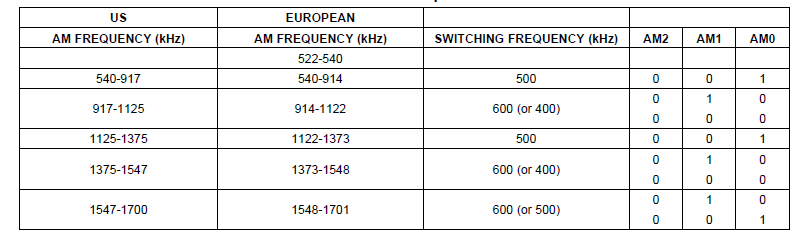 US EUROPEAN
AM FREQUENCY (kHz) AM FREQUENCY (kHz) SWITCHING FREQUENCY (kHz) AM2 AM1 AM0
522-540
540-917 540-914 500 0 0 1
917-1125 914-1122 600 (or 400) 0 1 0
0 0 0
1125-1375 1122-1373 500 0 0 1
1375-1547 1373-1548 600 (or 400) 0 1 0
0 0 0
1547-1700 1548-1701 600 (or 500) 0 1 0
0 0 1